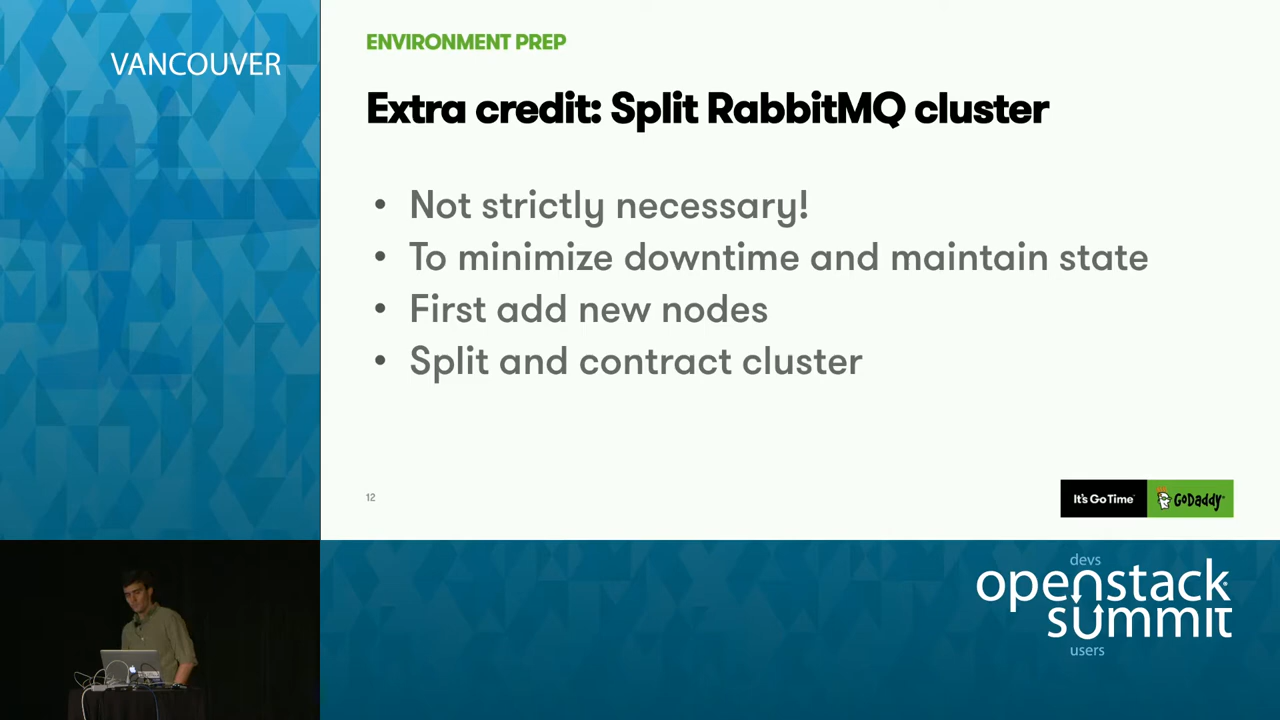 VANCOUVER
ENVIRONMENT PREP
Extra credit: Split RabbitMQ cluster
• Not strictly necessary!
• To minimize downtime and maintain state
• First add new nodes
• Split and contract cluster
12
It's Go Time
GoDaddy
devs
openstack
summit
users